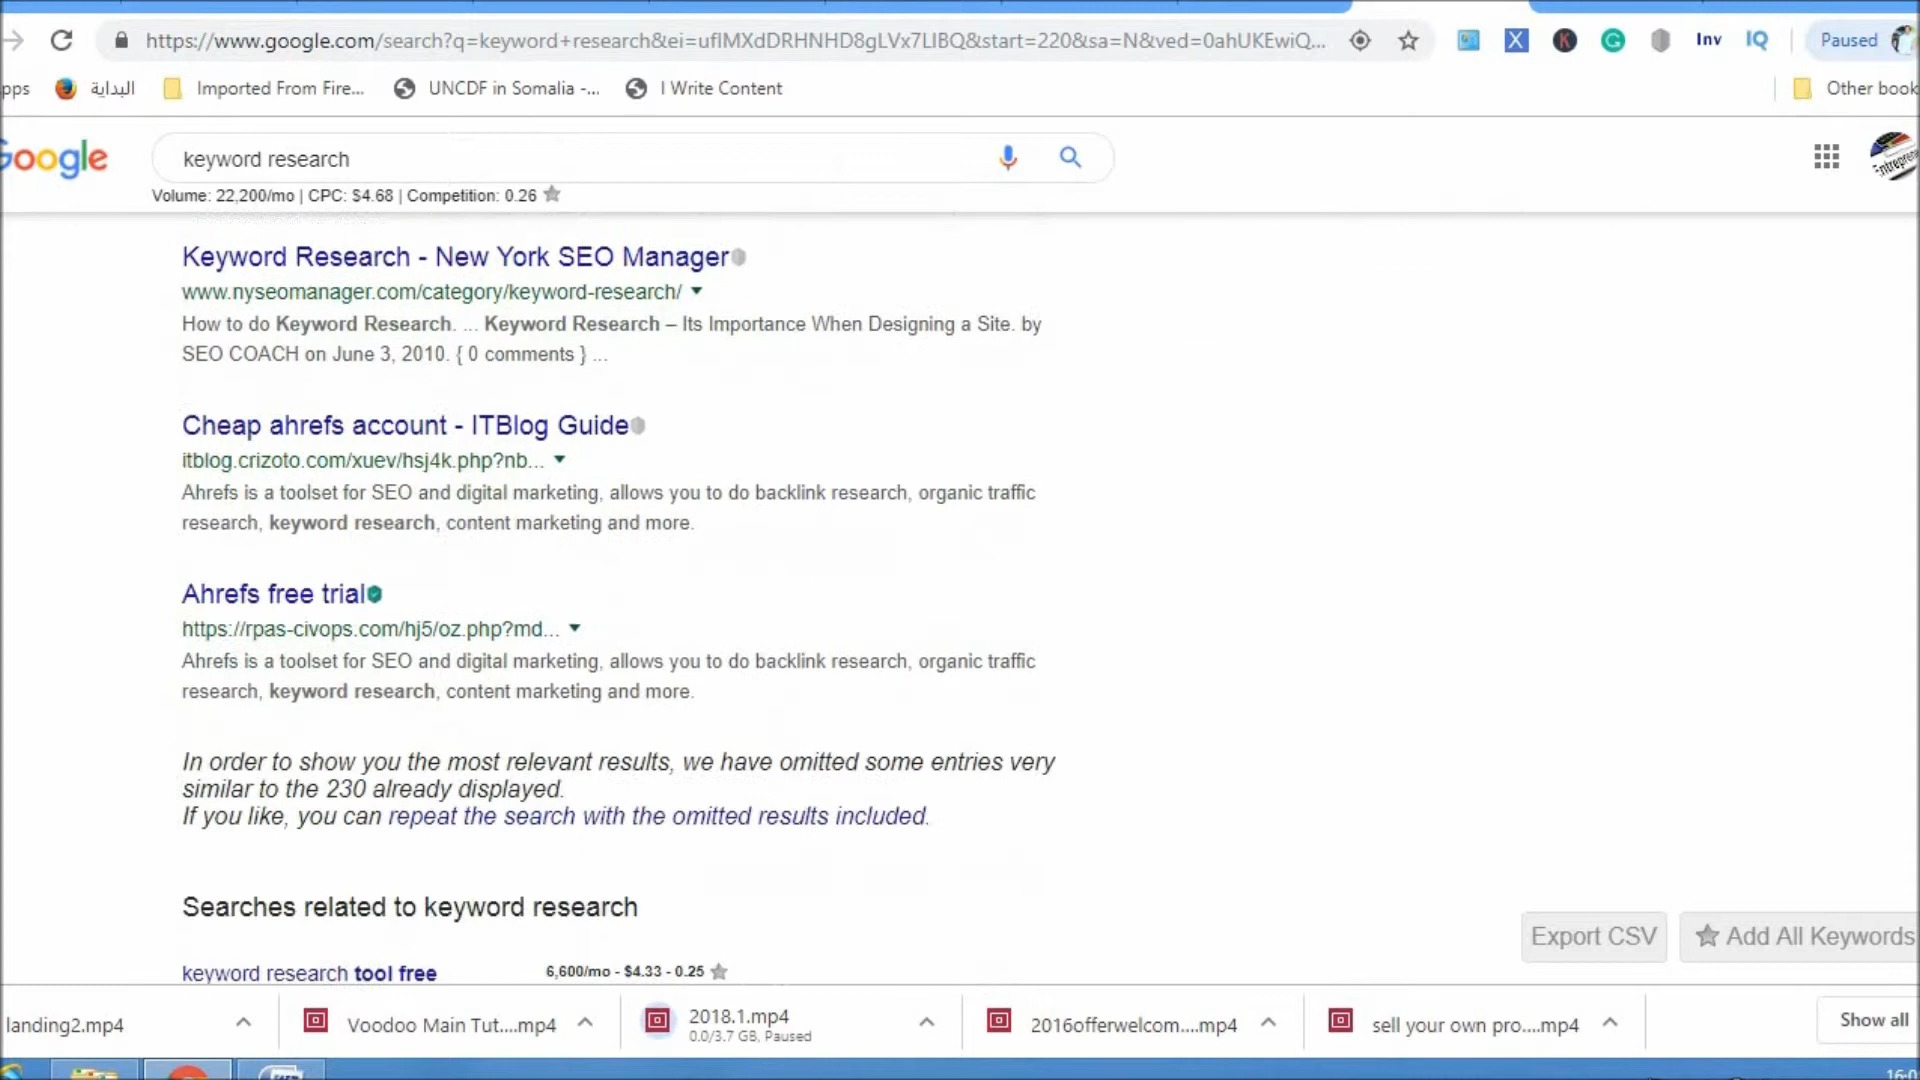 https://www.google.com/search?q=keyword+research&ei=uflMXdDRHNHD8gLVx7LIBQ&start=220&sa=N&ved=0ahUKEwiQ...
X
K
G
Inv
IQ
Paused
pps
البداية
Imported From Fire...
UNCDF in Somalia -...
I Write Content
Other book
Google
keyword research
Entreprene
Volume: 22,200/mo | CPC: $4.68 | Competition: 0.26
Keyword Research - New York SEO Manager
www.nyseomanager.com/category/keyword-research/
How to do Keyword Research. ... Keyword Research – Its Importance When Designing a Site. by
SEO COACH on June 3, 2010. { 0 comments } ...
Cheap ahrefs account - ITBlog Guide
itblog.crizoto.com/xuev/hsj4k.php?nb...
Ahrefs is a toolset for SEO and digital marketing, allows you to do backlink research, organic traffic
research, keyword research, content marketing and more.
Ahrefs free trial
https://rpas-civops.com/hj5/oz.php?md...
Ahrefs is a toolset for SEO and digital marketing, allows you to do backlink research, organic traffic
research, keyword research, content marketing and more.
In order to show you the most relevant results, we have omitted some entries very
similar to the 230 already displayed.
If you like, you can repeat the search with the omitted results included.
Searches related to keyword research
Export CSV
Add All Keywords
keyword research tool free
6,600/mo - $4.33 - 0.25
landing2.mp4
Voodoo Main Tut....mp4
2018.1.mp4
0.0/3.7 GB, Paused
2016offerwelcom....mp4
sell your own pro....mp4
Show all